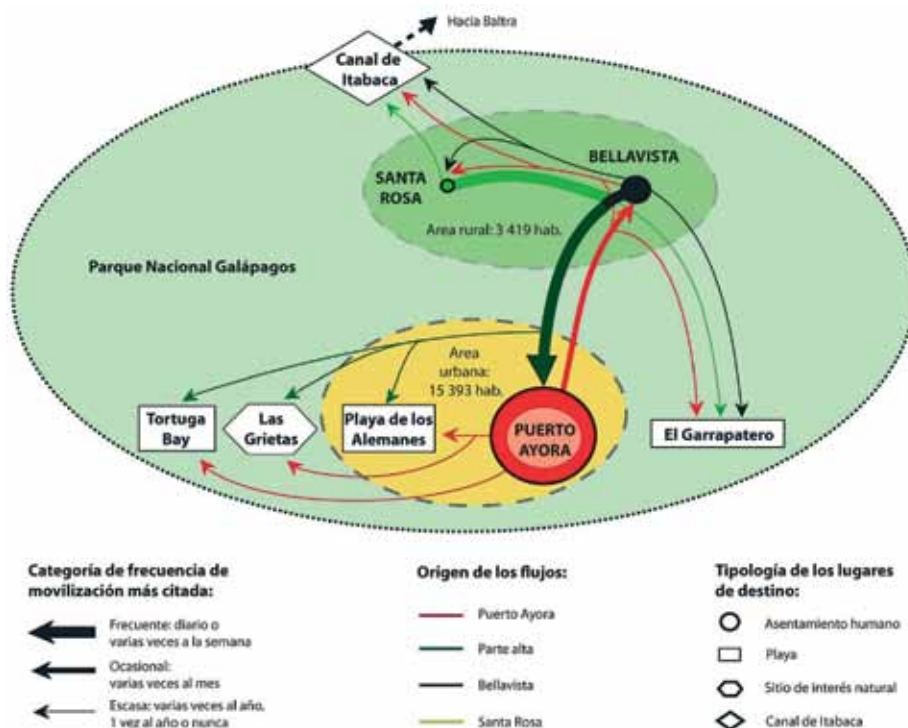 Hacia Baltra
Canal de
Itabaca
BELLAVISTA
SANTA
ROSA
Area rural: 3 419 hab.
Parque Nacional Galápagos
Area
urbana:
15 393 hab.
Tortuga
Bay
Las
Grietas
Playa de los
Alemanes
PUERTO
AYORA
El Garrapatero
Categoría de frecuencia de
movilización más citada:
Frecuente: diario o
varias veces a la semana
Ocasional:
varias veces al mes
Escasa: varias veces al año,
1 vez al año o nunca
Origen de los flujos:
Puerto Ayora
Parte alta
Bellavista
Santa Rosa
Tipología de los lugares
de destino:
Asentamiento humano
Playa
Sitio de interés natural
Canal de Itabaca